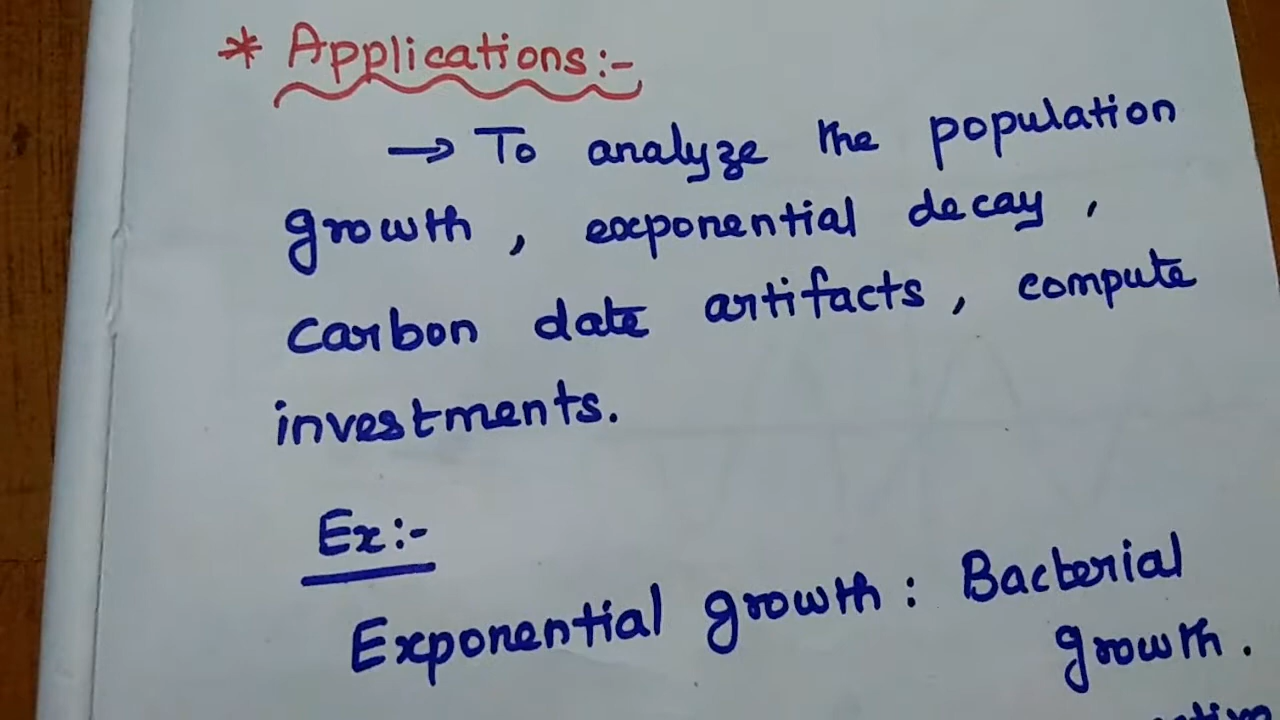 * Applications:-
→ To analyze the population
growth, exponential decay,
carbon date artifacts, compute
investments.
Ex:-
Exponential growth: Bacterial
growth.